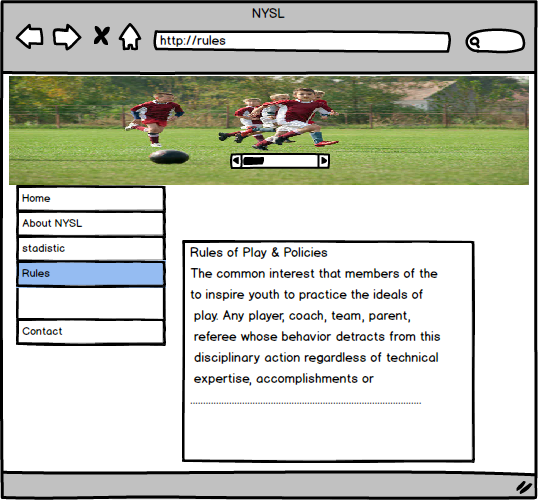 NYSL
http://rules
Home
About NYSL
stadistic
Rules
Contact
Rules of Play & Policies
The common interest that members of the
to inspire youth to practice the ideals of
play. Any player, coach, team, parent,
referee whose behavior detracts from this
disciplinary action regardless of technical
expertise, accomplishments or